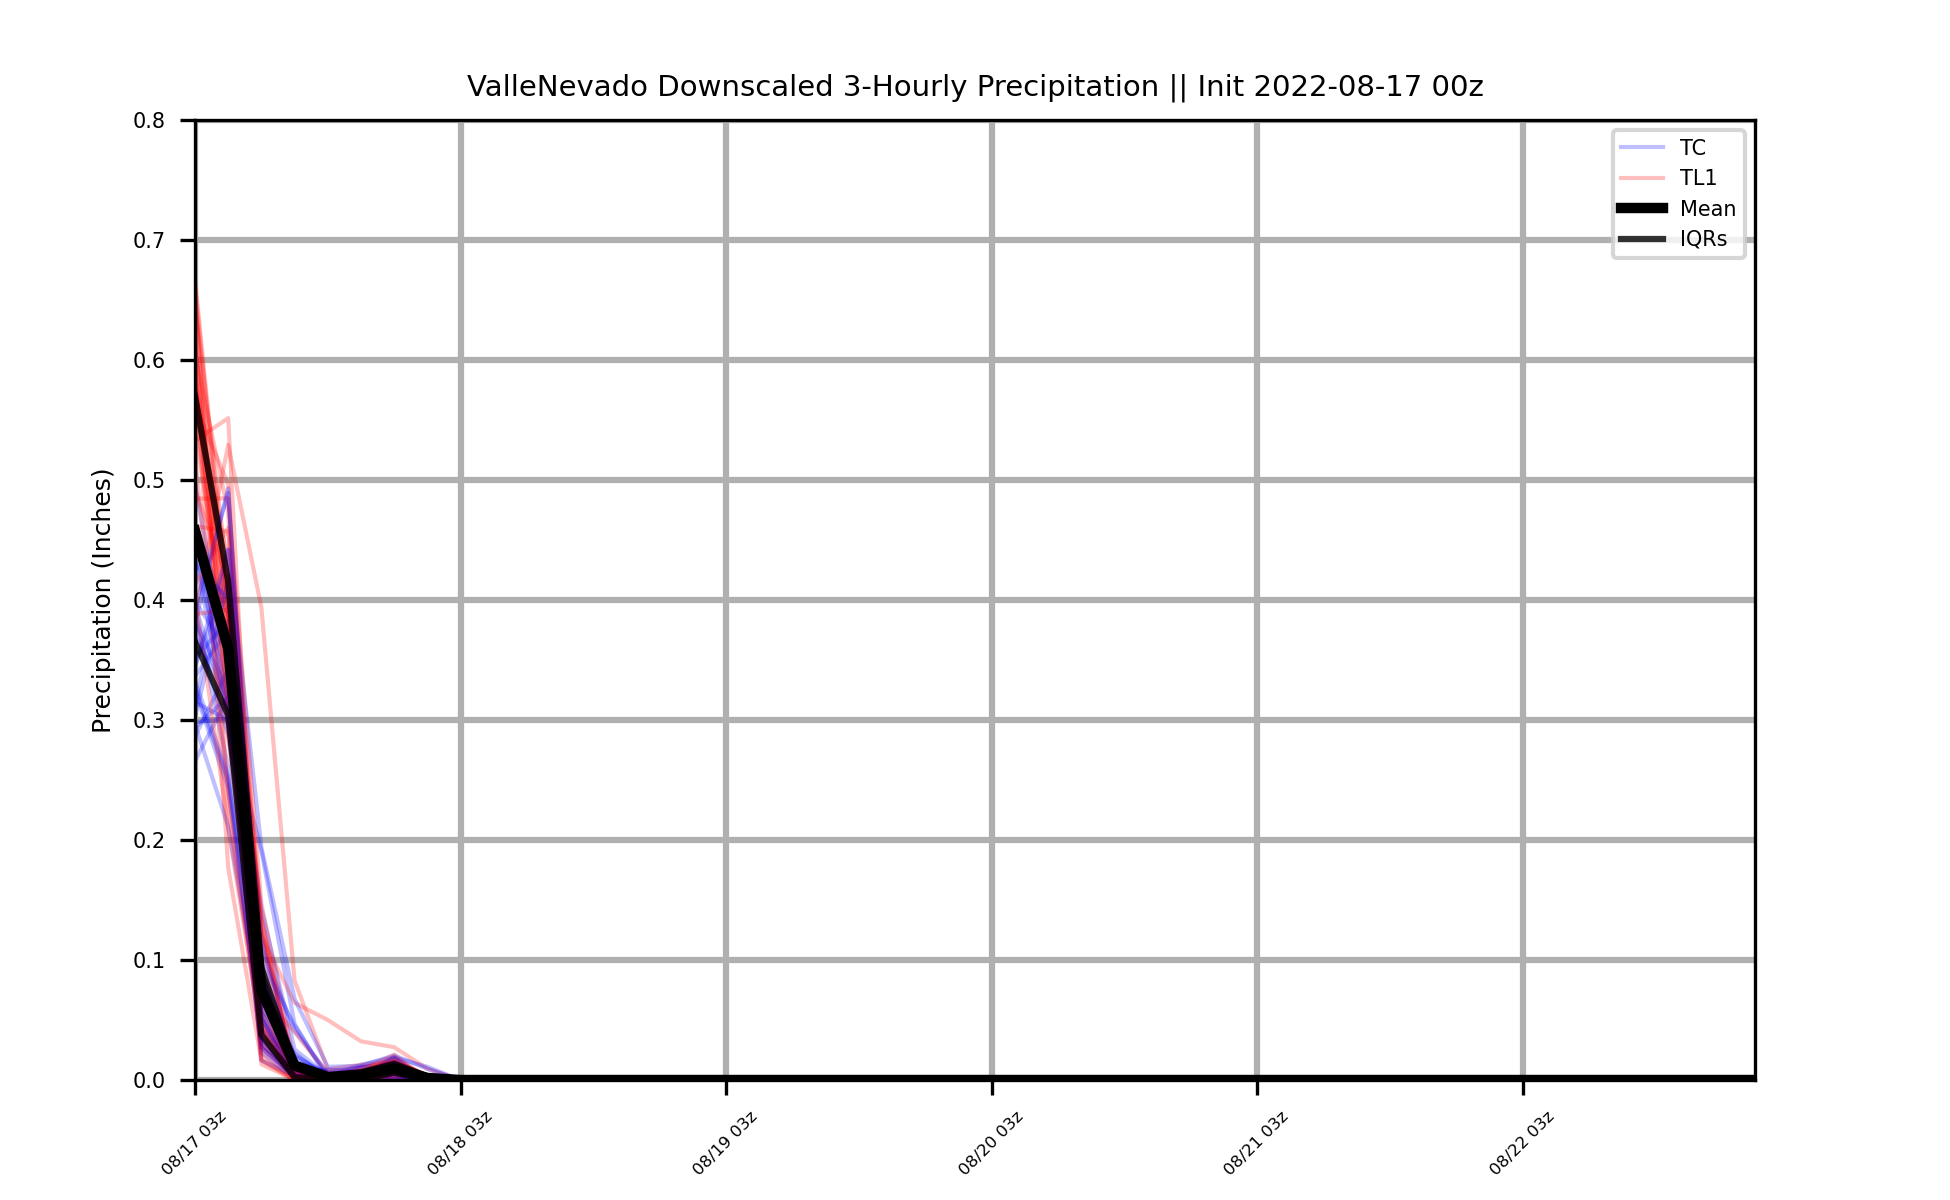 ValleNevado Downscaled 3-Hourly Precipitation || Init 2022-08-17 00z
TC
TL1
Mean
IQRs
Precipitation (Inches)
0.8
0.7
0.6
0.5
0.4
0.3
0.2
0.1
0.0
08/17 03z
08/18 03z
08/19 03z
08/20 03z
08/21 03z
08/22 03z